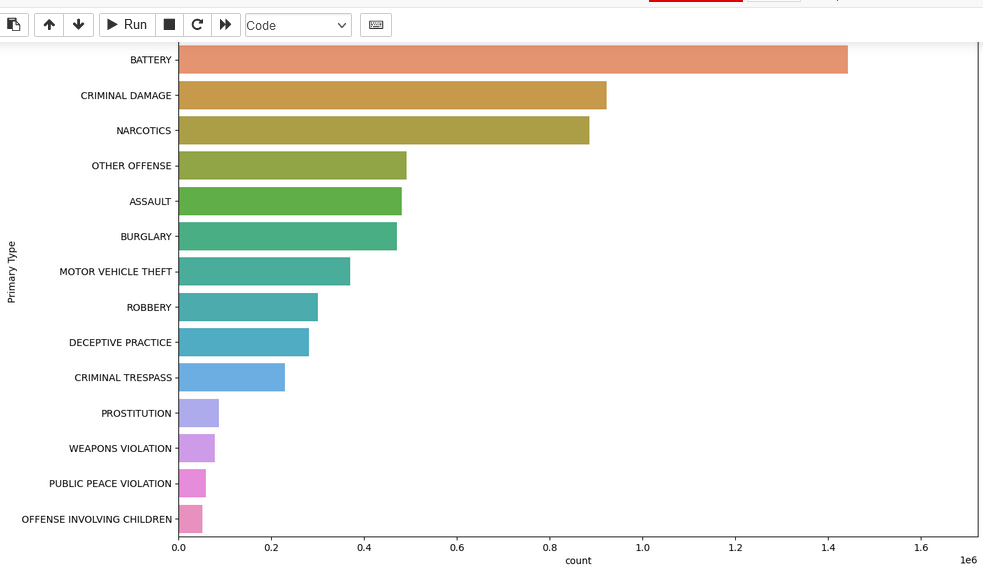 Run
Code
BATTERY
CRIMINAL DAMAGE
NARCOTICS
OTHER OFFENSE
ASSAULT
BURGLARY
MOTOR VEHICLE THEFT
ROBBERY
DECEPTIVE PRACTICE
CRIMINAL TRESPASS
PROSTITUTION
WEAPONS VIOLATION
PUBLIC PEACE VIOLATION
OFFENSE INVOLVING CHILDREN
Primary Type
0.0 0.2 0.4 0.6 0.8 1.0 1.2 1.4 1.6
count
1e6